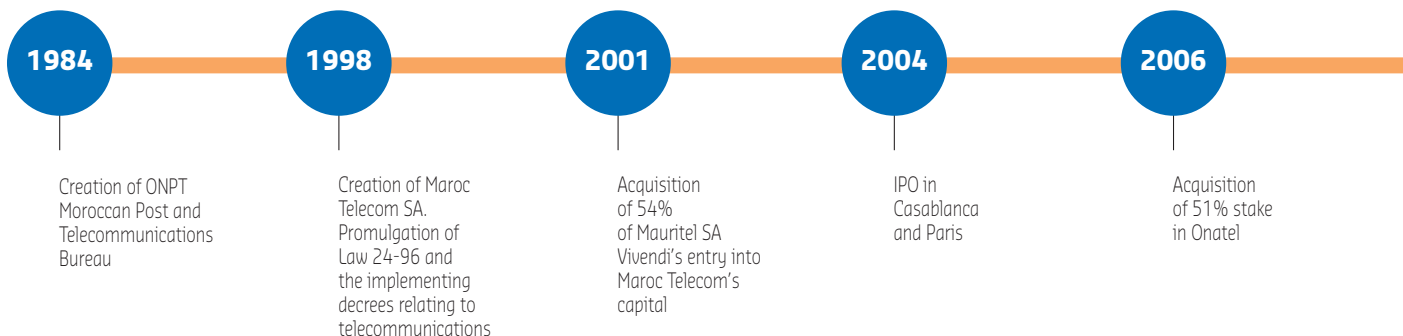 1984
Creation of ONPT
Moroccan Post and
Telecommunications
Bureau
1998
Creation of Maroc
Telecom SA.
Promulgation of
Law 24-96 and
the implementing
decrees relating to
telecommunications
2001
Acquisition
of 54%
of Mauritel SA
Vivendi's entry into
Maroc Telecom's
capital
2004
IPO in
Casablanca
and Paris
2006
Acquisition
of 51% stake
in Onatel